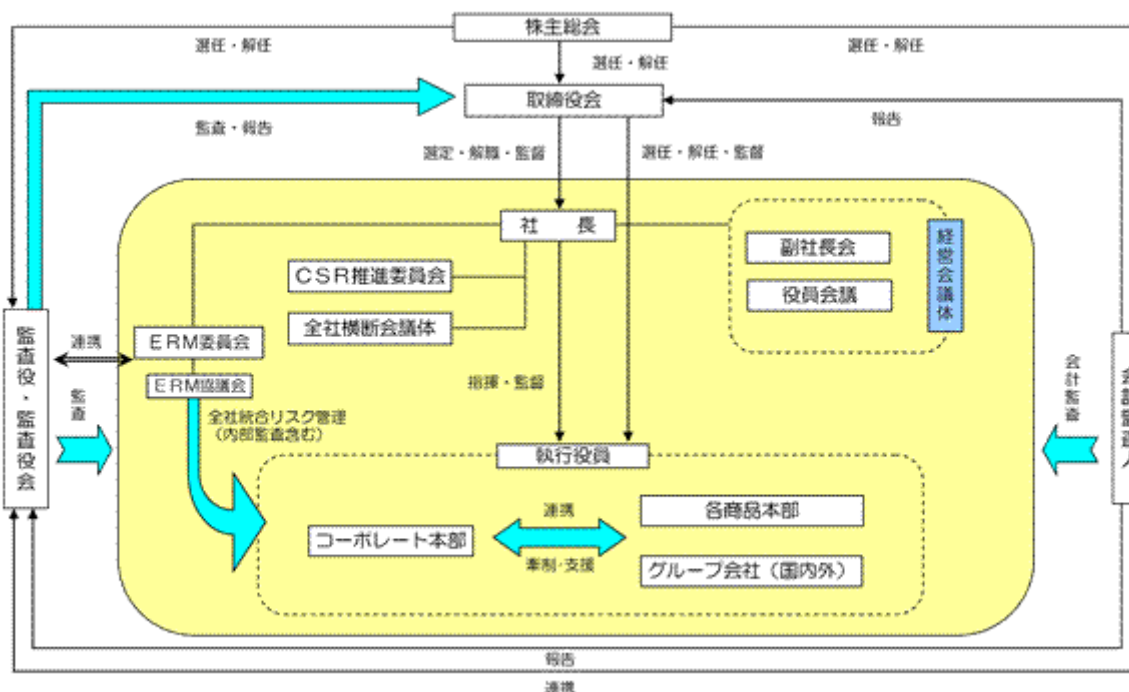 株主総会
選任・解任
選任・解任
選任・解任
取締役会
報告
監査・報告
選定・解職・監督
選任・解任・監督
社　長
副社長会
役員会議
経営会議体
CSR推進委員会
全社横断会議体
監査役・監査役会
連携
ERM委員会
ERM協議会
監査
指揮・監督
会計監査
全社統合リスク管理
（内部監査含む）
執行役員
連携
各商品本部
コーポレート本部
牽制・支援
グループ会社（国内外）
報告
連携